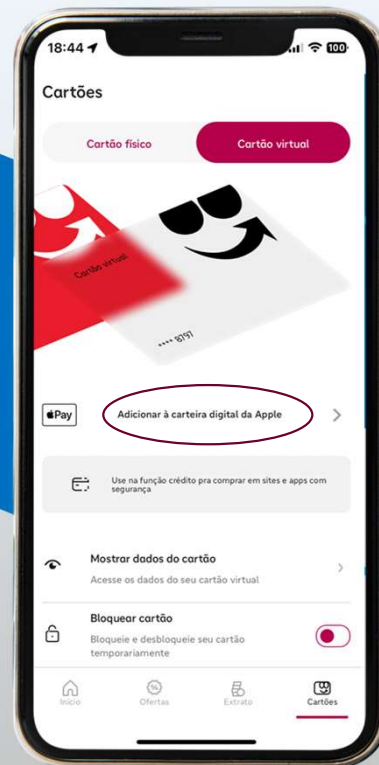 18:44
100
Cartões
Cartão físico
Cartão virtual
Cartão virtual
**** 8797
Pay
Adicionar à carteira digital da Apple
Use na função crédito pra comprar em sites e apps com
segurança
Mostrar dados do cartão
Acesse os dados do seu cartão virtual
Bloquear cartão
Bloqueie e desbloqueie seu cartão
temporariamente
Início
Ofertas
Extrato
Cartões